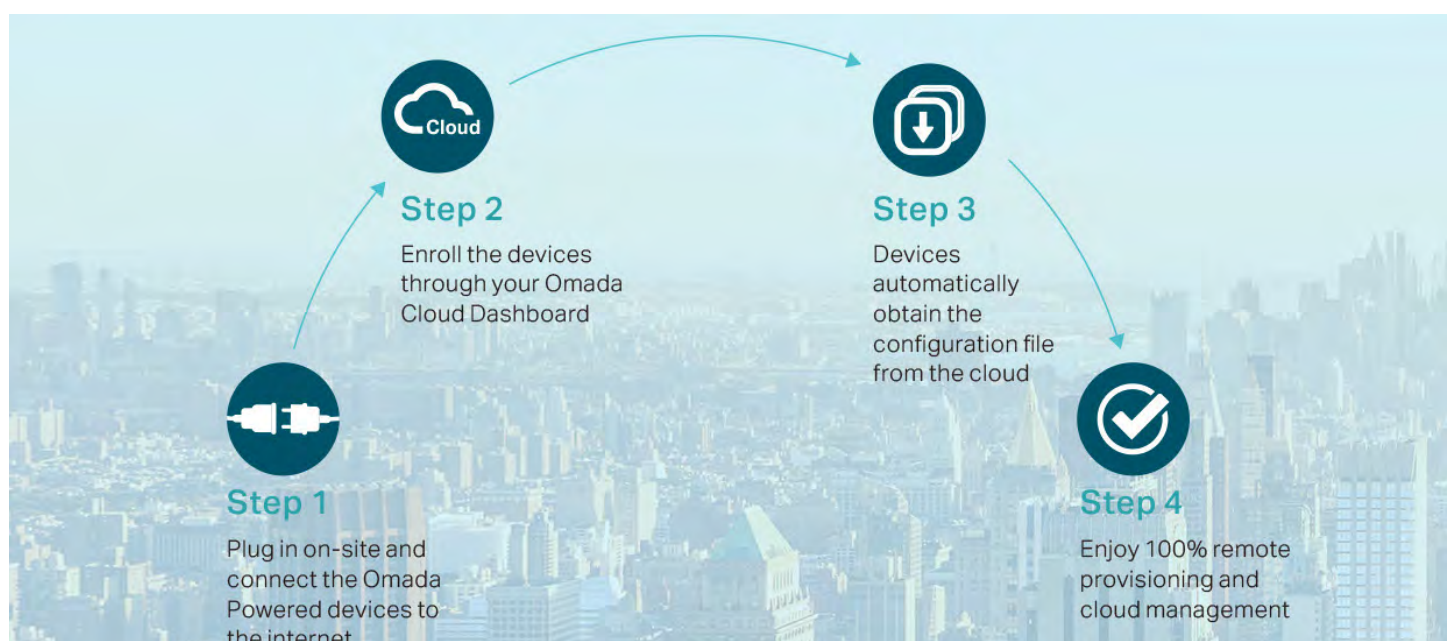 Cloud
Step 2
Enroll the devices
through your Omada
Cloud Dashboard
Step 3
Devices
automatically
obtain the
configuration file
from the cloud
Step 1
Plug in on-site and
connect the Omada
Powered devices to
the internet
Step 4
Enjoy 100% remote
provisioning and
cloud management